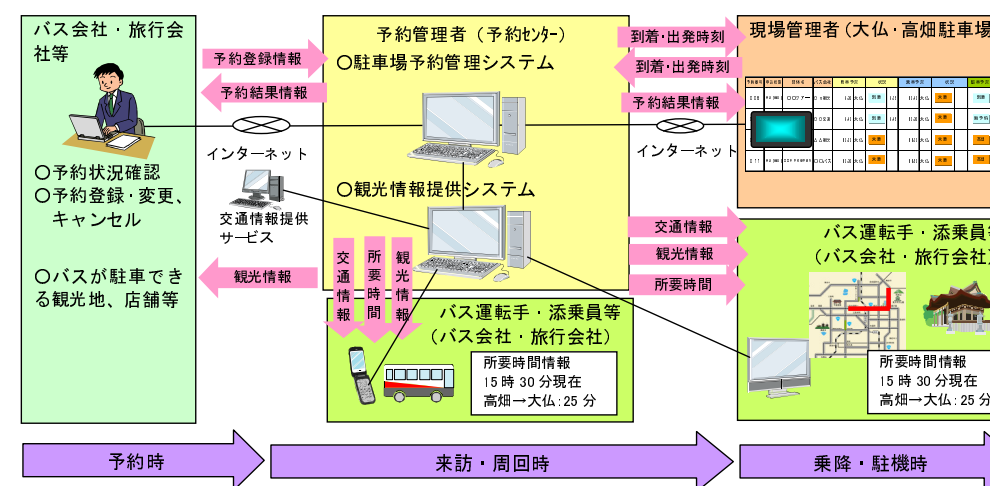 バス会社・旅行会
社等
○予約状況確認
○予約登録・変更、
キャンセル
○バスが駐車でき
る観光地、店舗等
予約登録情報
予約結果情報
インターネット
交通情報提供
サービス
観光情報
予約管理者（予約センター）
○駐車場予約管理システム
○観光情報提供システム
交通情報
所要時間
観光情報
到着・出発時刻
到着・出発時刻
予約結果情報
インターネット
交通情報
観光情報
所要時間
現場管理者（大仏・高畑駐車場
バス運転手・添乗員等
（バス会社・旅行会社）
所要時間情報
15時30分現在
高畑→大仏：25分
バス運転手・添乗員
（バス会社・旅行会社
所要時間情報
15時30分現在
高畑→大仏：25分
予約時
来訪・周回時
乗降・駐機時